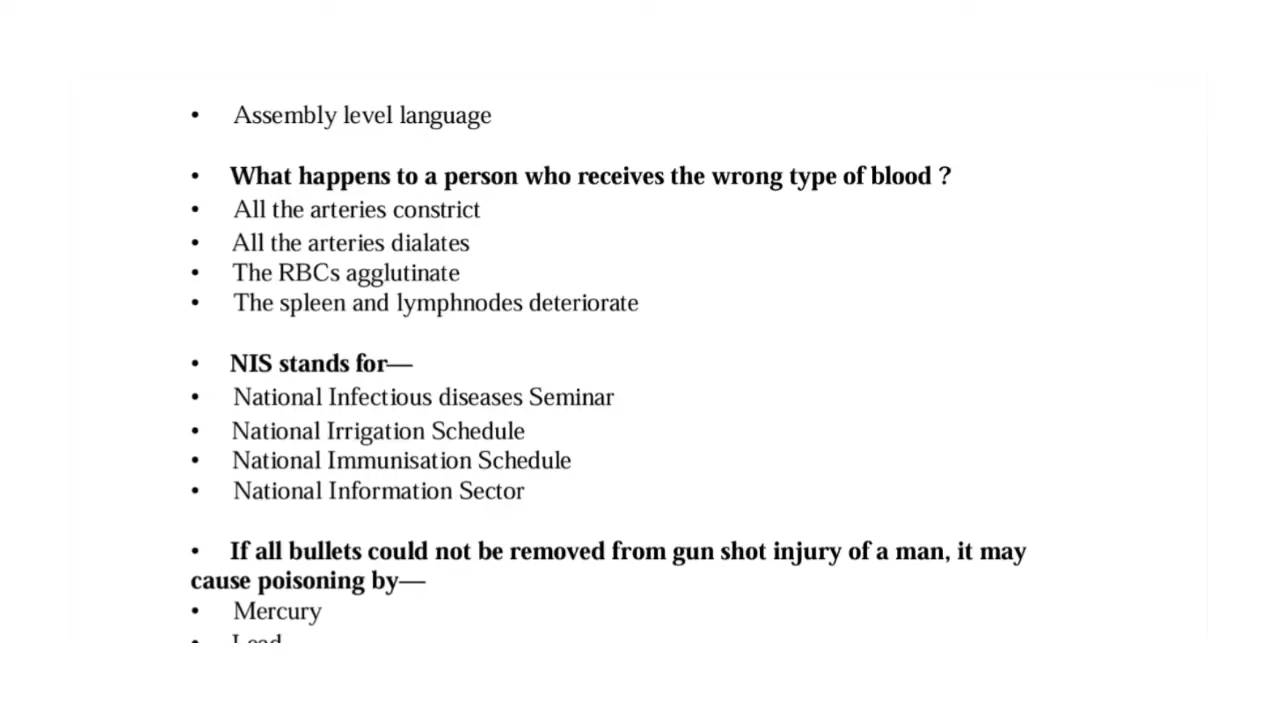 • Assembly level language
• What happens to a person who receives the wrong type of blood ?
• All the arteries constrict
• All the arteries dialates
• The RBCs agglutinate
• The spleen and lymphnodes deteriorate
• NIS stands for—
• National Infectious diseases Seminar
• National Irrigation Schedule
• National Immunisation Schedule
• National Information Sector
• If all bullets could not be removed from gun shot injury of a man, it may
cause poisoning by—
• Mercury
• Lead